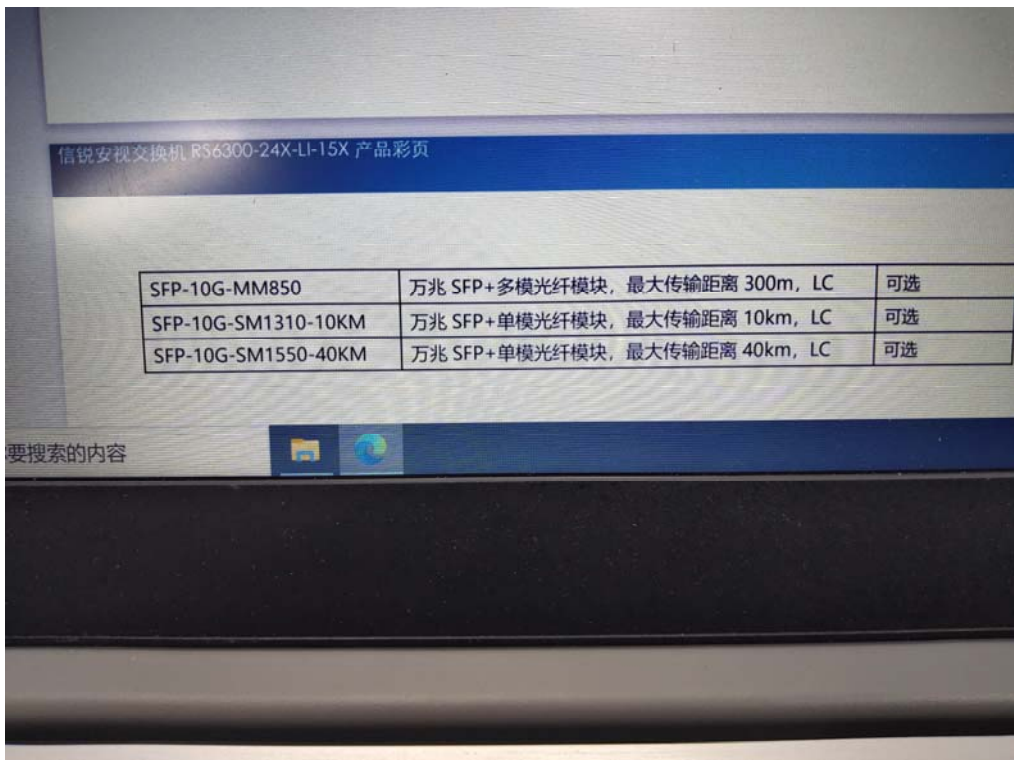 信锐安视交换机 RS6300-24X-LI-15X 产品彩页
SFP-10G-MM850 万兆 SFP+多模光纤模块，最大传输距离 300m，LC 可选
SFP-10G-SM1310-10KM 万兆 SFP+单模光纤模块，最大传输距离 10km，LC 可选
SFP-10G-SM1550-40KM 万兆 SFP+单模光纤模块，最大传输距离 40km，LC 可选
要搜索的内容